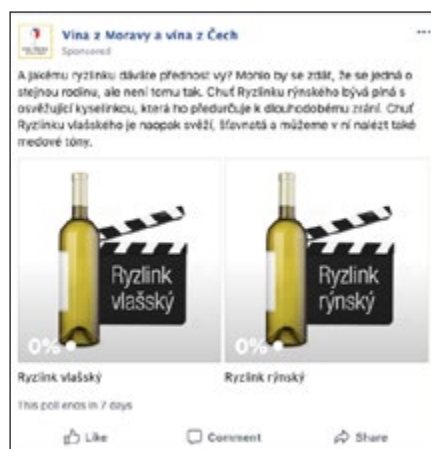 Vína z Moravy a vína z Čech
Sponsored
A jakému ryzlinku dáváte přednost vy? Mohlo by se zdát, že se jedná o
stejnou rodinu, ale není tomu tak. Chuť Ryzlinku rýnského bývá plná s
osvěžující kyselinkou, která ho předurčuje k dlouhodobému zrání. Chuť
Ryzlinku vlašského je naopak svěží, šťavnatá a můžeme v ní nalézt také
medové tóny.
Ryzlink
vlašský
0%
Ryzlink
rýnský
0%
Ryzlink vlašský
Ryzlink rýnský
This poll ends in 7 days
Like
Comment
Share